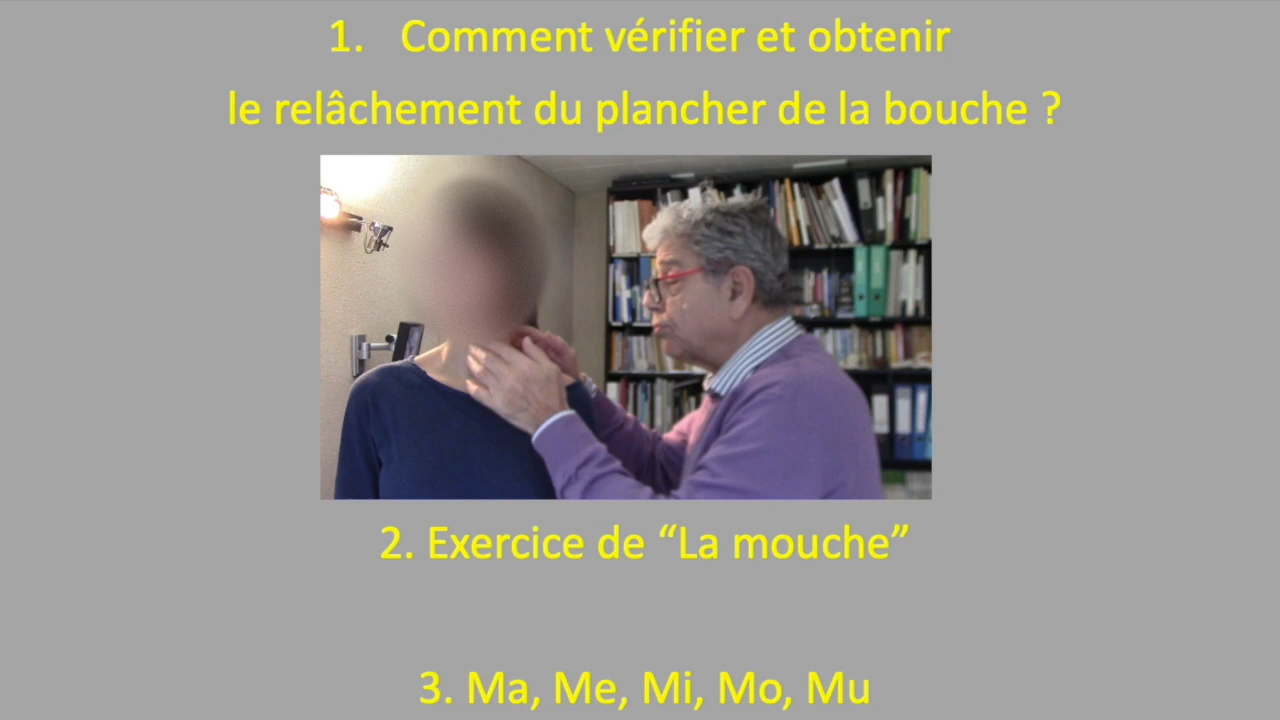 1. Comment vérifier et obtenir
le relâchement du plancher de la bouche ?
2. Exercice de “La mouche”
3. Ma, Me, Mi, Mo, Mu